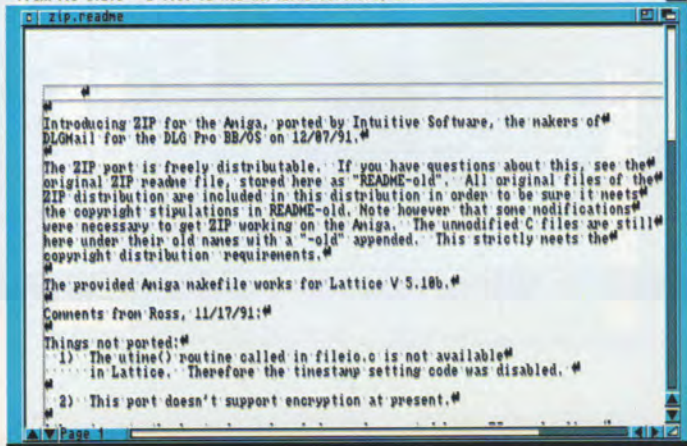 zip.readme
Introducing ZIP for the Amiga, ported by Intuitive Software, the makers of
DLGMail for the DLG Pro BB/OS on 12/07/91.
The ZIP port is freely distributable. If you have questions about this, see the
original ZIP readme file, stored here as "README-old". All original files of the
ZIP distribution are included in this distribution in order to be sure it meets
the copyright stipulations in README-old. Note however that some modifications
were necessary to get ZIP working on the Amiga. The unmodified C files are still
here under their old names with a "-old" appended. This strictly meets the
copyright distribution requirements.
The provided Amiga makefile works for Lattice V 5.10b.
Comments from Ross, 11/17/91:
Things not ported:
1) The utime() routine called in fileio.c is not available
in Lattice. Therefore the timestamp setting code was disabled.
2) This port doesn't support encryption at present.
Page 1